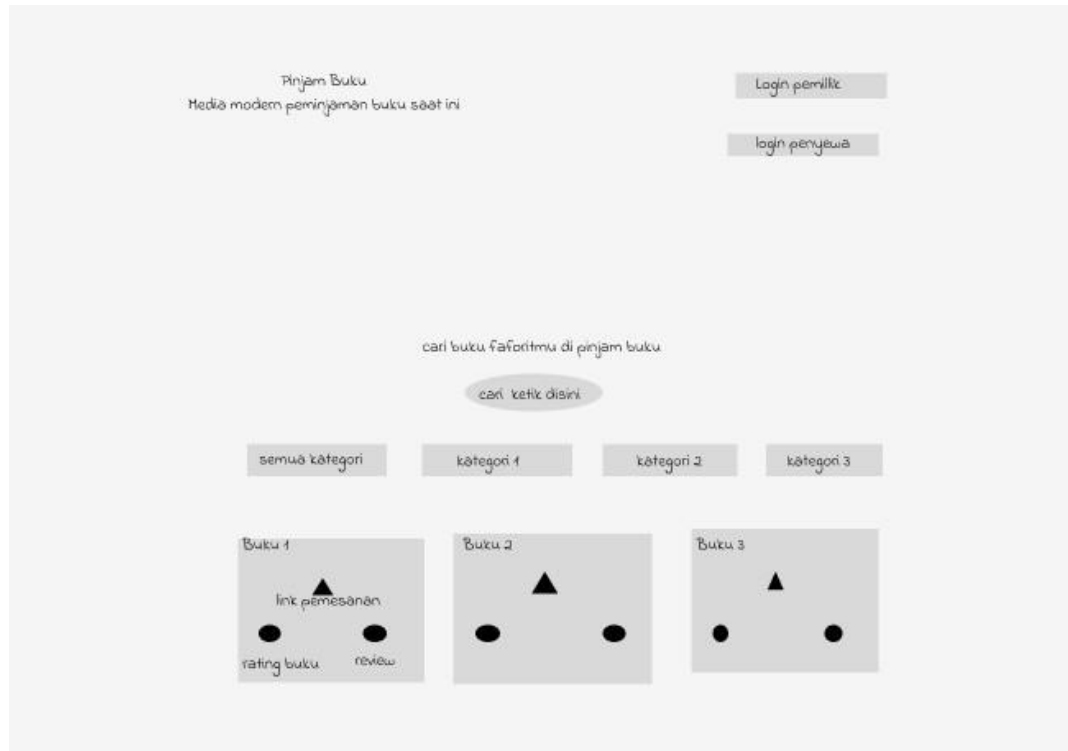 Pinjam Buku
Media modern peminjaman buku saat ini
Login pemilik
login penyewa
cari buku faforitmu di pinjam buku
cari ketik disini
semua kategori
kategori 1
kategori 2
kategori 3
Buku 1
Buku 2
Buku 3
link pemesanan
rating buku
review